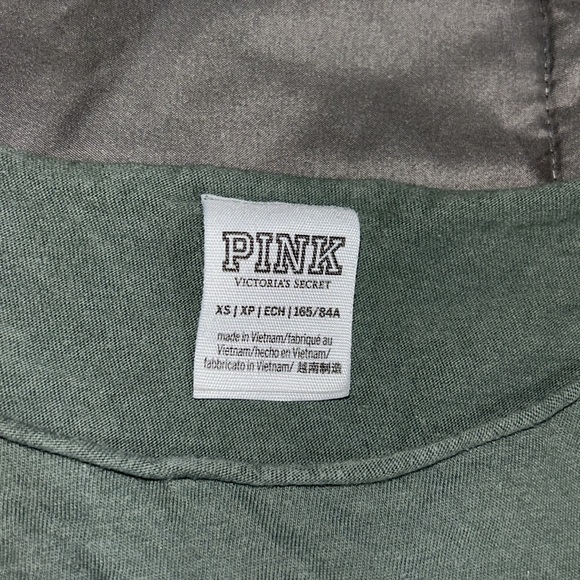 PINK
VICTORIA'S SECRET
XS | XP | ECH | 165/84A
made in Vietnam/fabriqué au
Vietnam/hecho en Vietnam/
fabbricato in Vietnam/ 越南制造